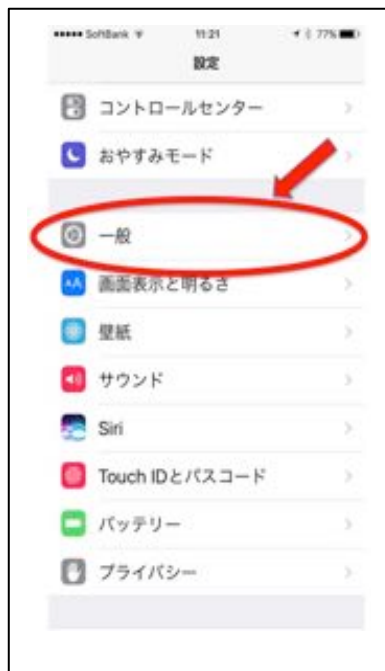 SoftBank 11:21 77%
設定
コントロールセンター
おやすみモード
一般
画面表示と明るさ
壁紙
サウンド
Siri
Touch IDとパスコード
バッテリー
プライバシー